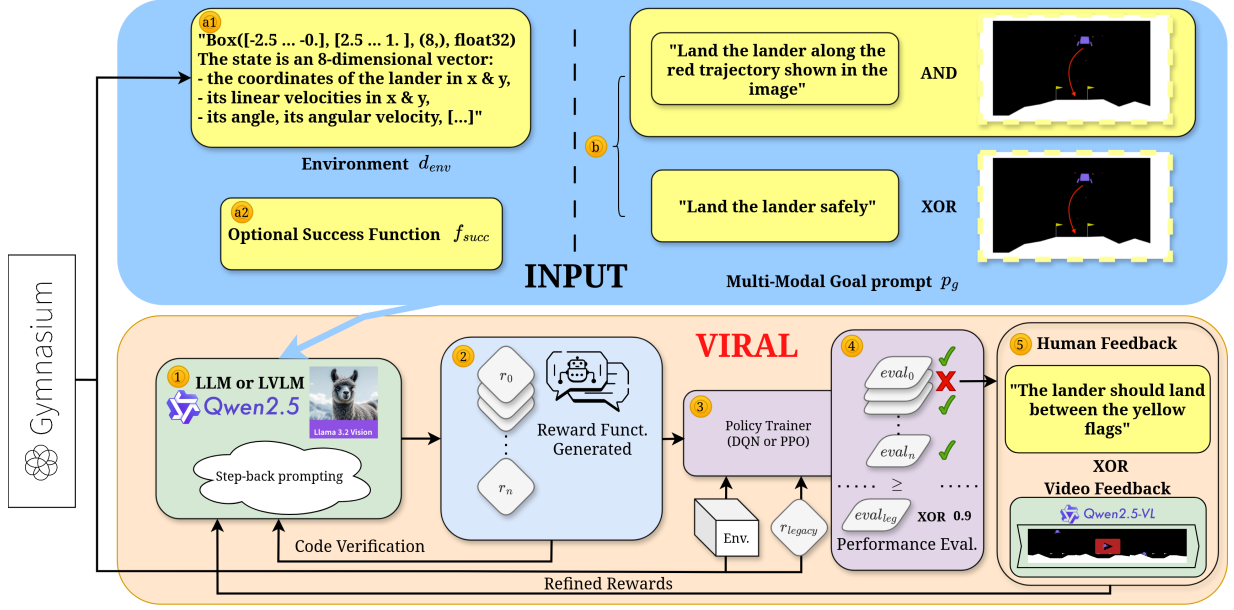 a1
"Box([-2.5 ... -0.], [2.5 ... 1. ], (8,), float32)
The state is an 8-dimensional vector:
- the coordinates of the lander in x & y,
- its linear velocities in x & y,
- its angle, its angular velocity, [...]"
Environment d_env
a2
Optional Success Function f_succ
INPUT
b
"Land the lander along the
red trajectory shown in the
image"
AND
"Land the lander safely"
XOR
Multi-Modal Goal prompt p_g
Gymnasium
VIRAL
1
LLM or LVLM
Qwen2.5
Llama 3.2 Vision
Step-back prompting
2
r_0
Reward Funct.
Generated
r_n
3
Policy Trainer
(DQN or PPO)
Env.
r_legacy
4
eval_0
eval_n
≥
eval_leg XOR 0.9
Performance Eval.
5 Human Feedback
"The lander should land
between the yellow
flags"
XOR
Video Feedback
Qwen2.5-VL
Code Verification
Refined Rewards